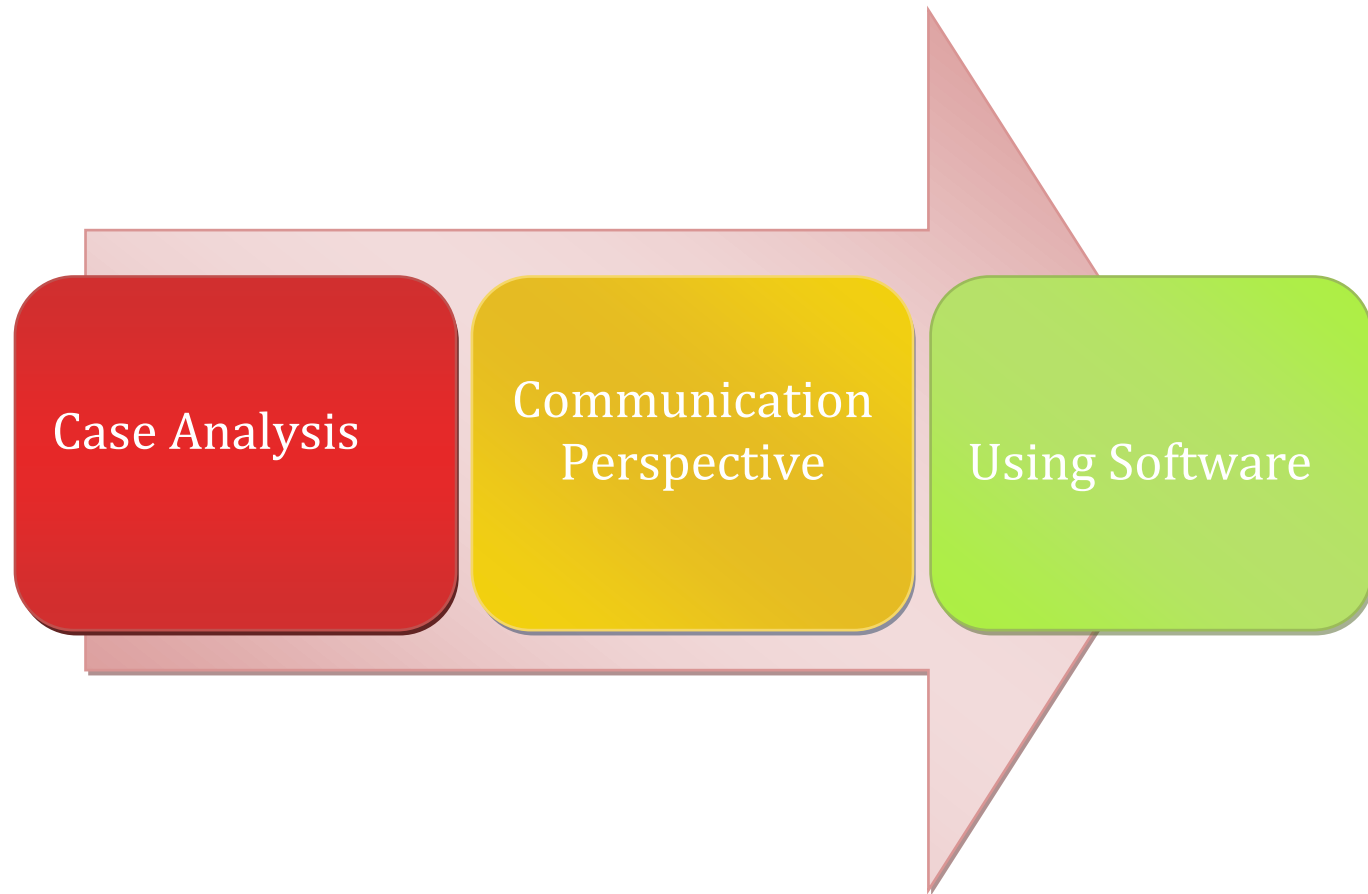 Case Analysis
Communication
Perspective
Using Software